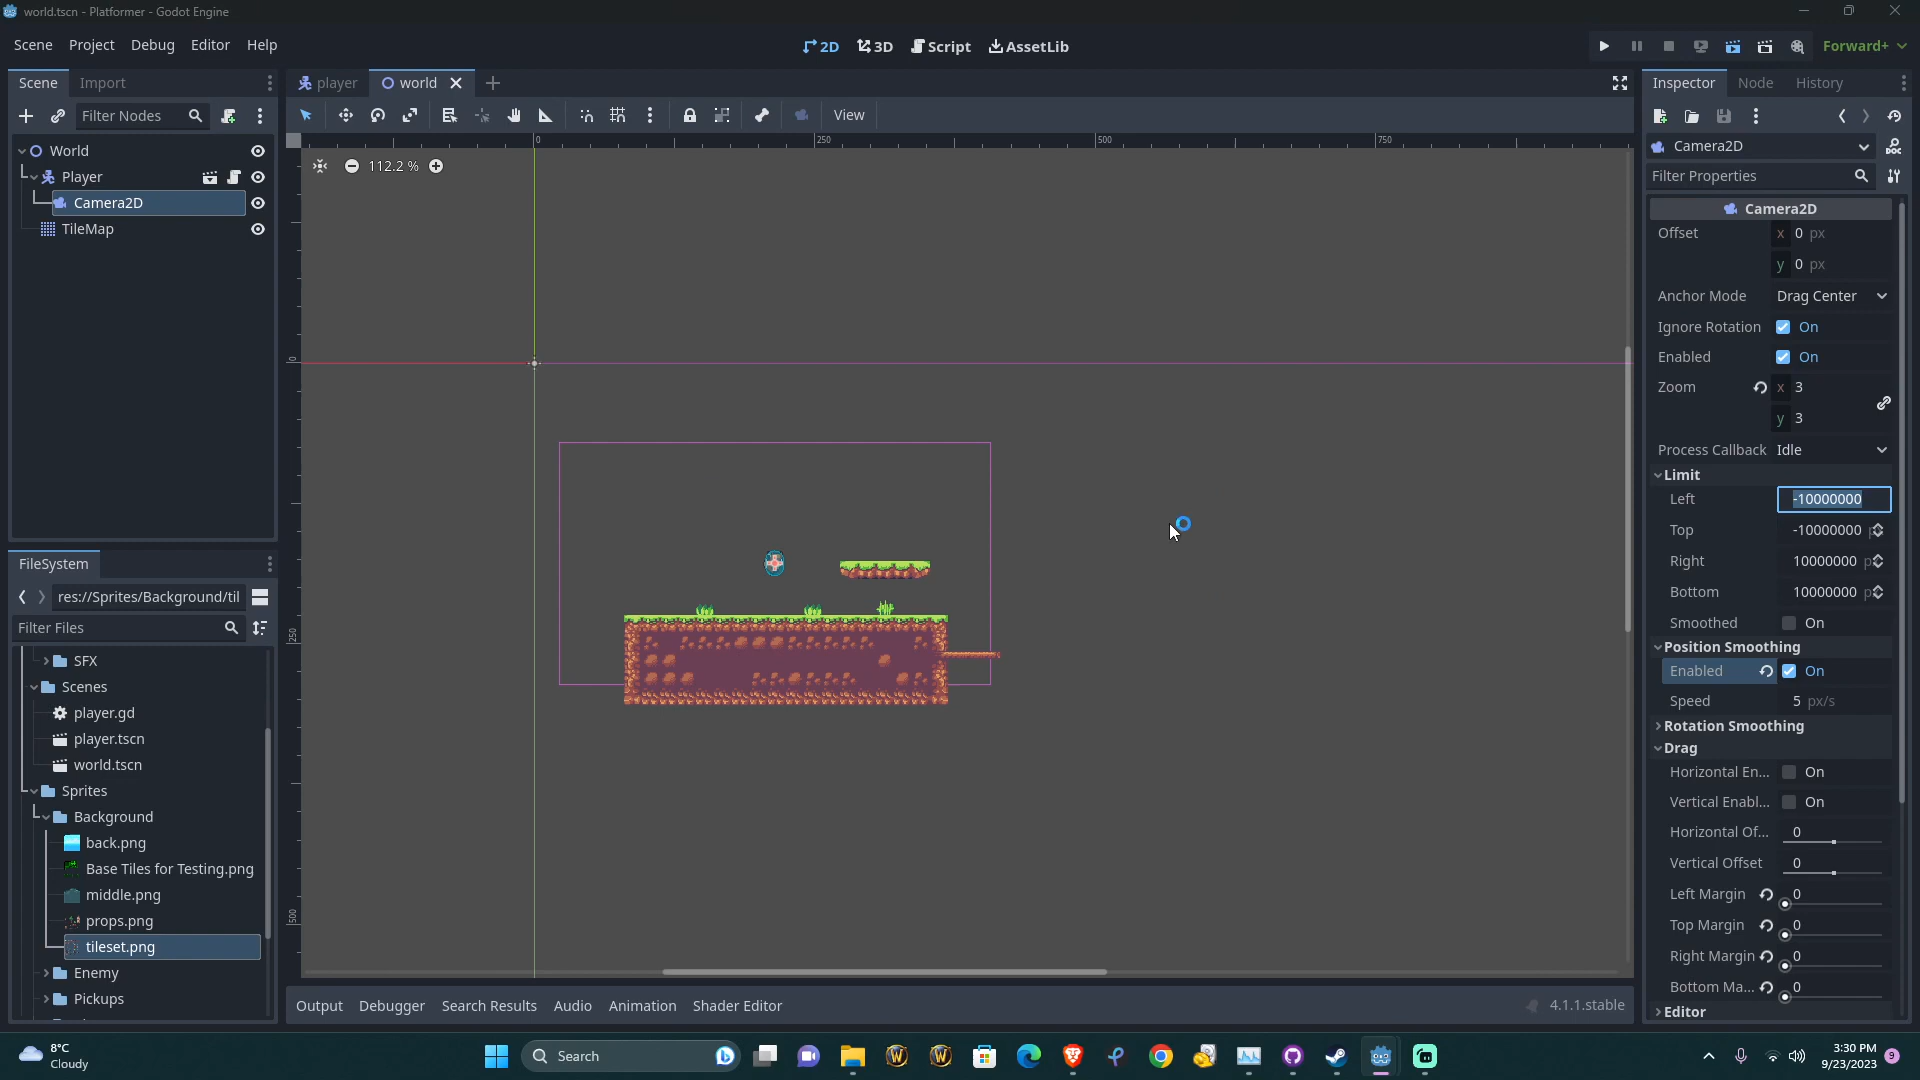 world.tscn - Platformer - Godot Engine
Scene Project Debug Editor Help
2D 3D Script AssetLib
Forward+
Scene Import
Filter Nodes
World
Player
Camera2D
TileMap
player world
View
0 250 500 750
112.2 %
0
250
500
FileSystem
res://Sprites/Background/til
Filter Files
SFX
Scenes
player.gd
player.tscn
world.tscn
Sprites
Background
back.png
Base Tiles for Testing.png
middle.png
props.png
tileset.png
Enemy
Pickups
Output Debugger Search Results Audio Animation Shader Editor
4.1.1.stable
Inspector Node History
Camera2D
Filter Properties
Camera2D
Offset x 0 px
y 0 px
Anchor Mode Drag Center
Ignore Rotation On
Enabled On
Zoom x 3
y 3
Process Callback Idle
Limit
Left -10000000
Top -10000000
Right 10000000
Bottom 10000000
Smoothed On
Position Smoothing
Enabled On
Speed 5 px/s
Rotation Smoothing
Drag
Horizontal En... On
Vertical Enabl... On
Horizontal Of... 0
Vertical Offset 0
Left Margin 0
Top Margin 0
Right Margin 0
Bottom Ma... 0
Editor
8°C
Cloudy
Search
3:30 PM
9/23/2023
9